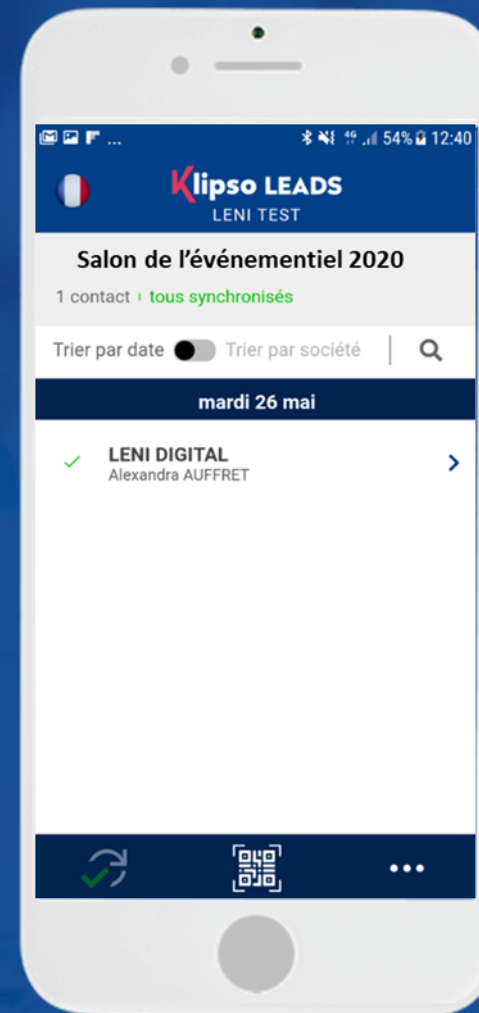 ... 4G 54% 12:40
Klipso LEADS
LENI TEST
Salon de l'événementiel 2020
1 contact ı tous synchronisés
Trier par date Trier par société
mardi 26 mai
LENI DIGITAL
Alexandra AUFFRET